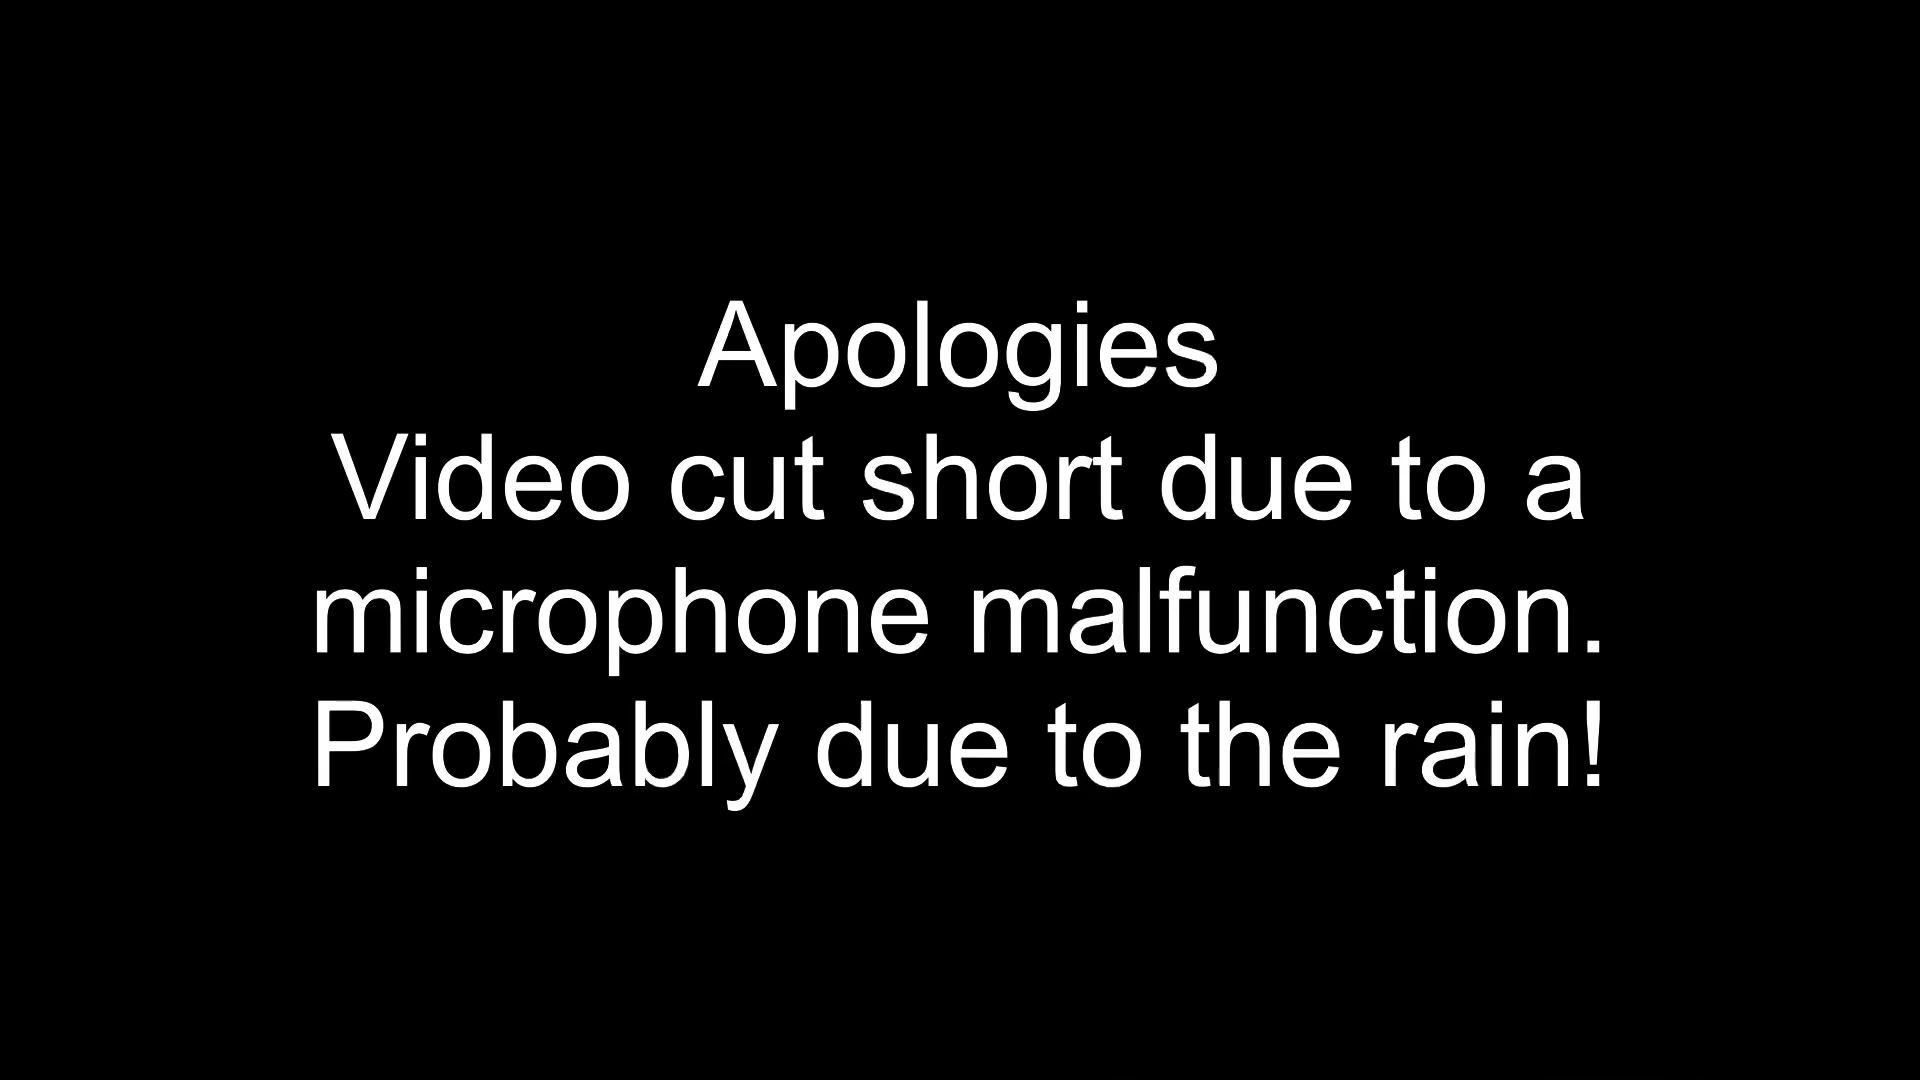 Apologies
Video cut short due to a
microphone malfunction.
Probably due to the rain!